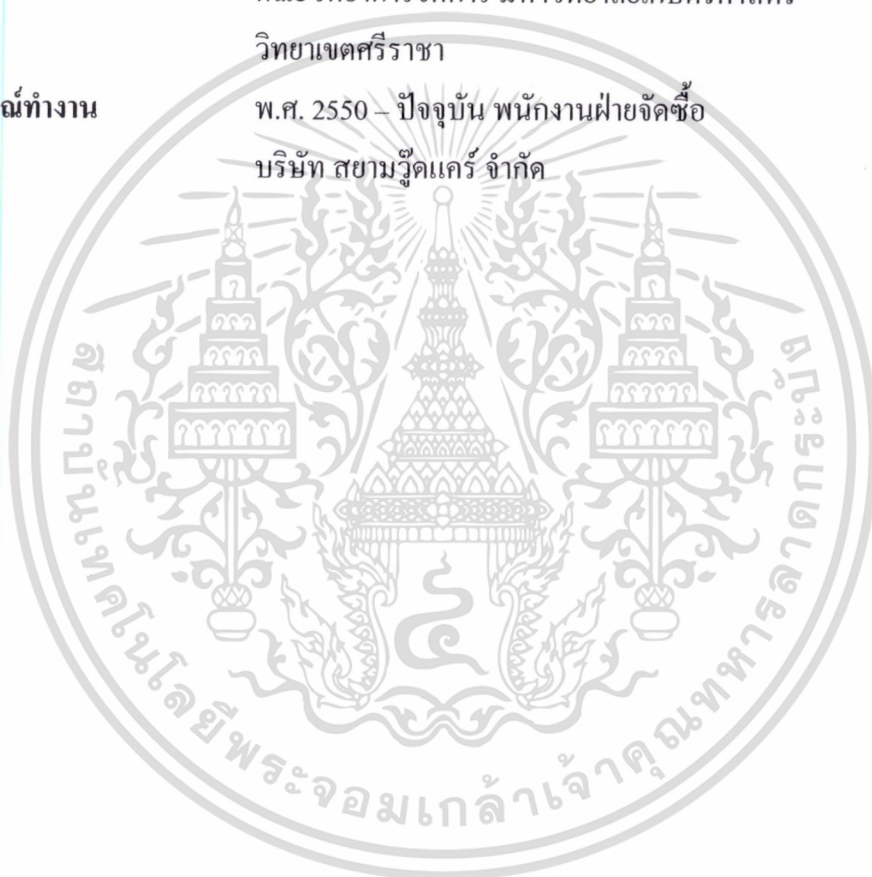 วิทยาเขตศรีราชา
ณ์ทำงาน พ.ศ. 2550 – ปัจจุบัน พนักงานฝ่ายจัดซื้อ
บริษัท สยามวู๊ดแคร์ จำกัด
สถาบันเทคโนโลยีพระจอมเกล้าเจ้าคุณทหารลาดกระบัง